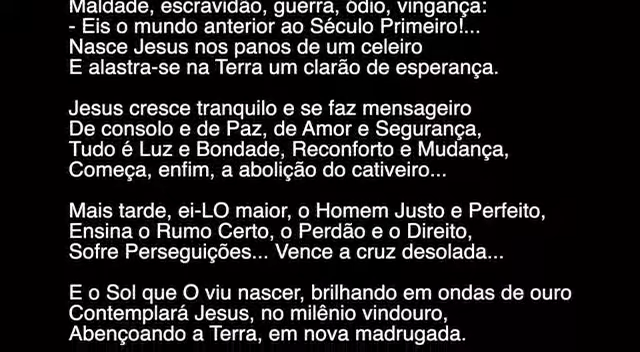 Maldade, escravidão, guerra, ódio, vingança:
- Eis o mundo anterior ao Século Primeiro!...
Nasce Jesus nos panos de um celeiro
E alastra-se na Terra um clarão de esperança.
Jesus cresce tranquilo e se faz mensageiro
De consolo e de Paz, de Amor e Segurança,
Tudo é Luz e Bondade, Reconforto e Mudança,
Começa, enfim, a abolição do cativeiro...
Mais tarde, ei-LO maior, o Homem Justo e Perfeito,
Ensina o Rumo Certo, o Perdão e o Direito,
Sofre Perseguições... Vence a cruz desolada...
E o Sol que O viu nascer, brilhando em ondas de ouro
Contemplará Jesus, no milênio vindouro,
Abençoando a Terra, em nova madrugada.